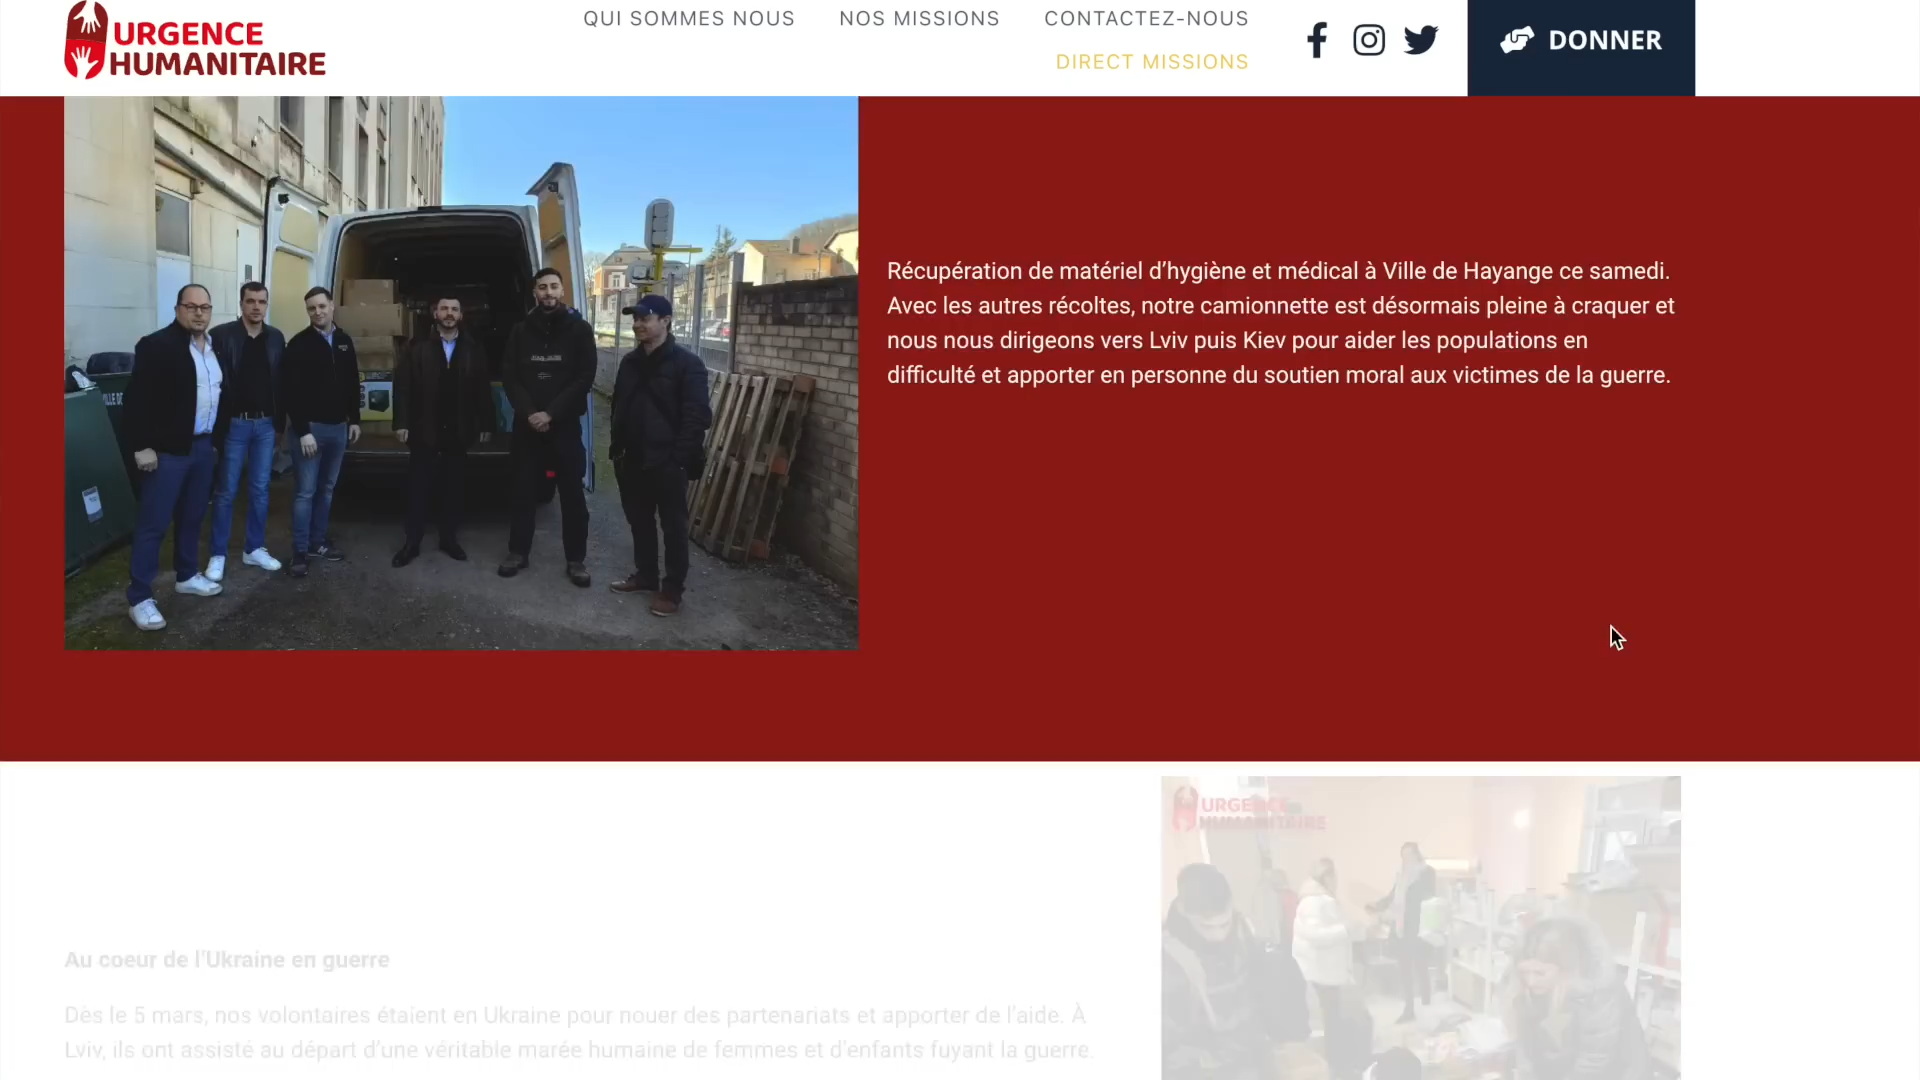 URGENCE
HUMANITAIRE
QUI SOMMES NOUS
NOS MISSIONS
CONTACTEZ-NOUS
DIRECT MISSIONS
DONNER
Récupération de matériel d’hygiène et médical à Ville de Hayange ce samedi.
Avec les autres récoltes, notre camionnette est désormais pleine à craquer et
nous nous dirigeons vers Lviv puis Kiev pour aider les populations en
difficulté et apporter en personne du soutien moral aux victimes de la guerre.
URGENCE
HUMANITAIRE
Au coeur de l’Ukraine en guerre
Dès le 5 mars, nos volontaires étaient en Ukraine pour nouer des partenariats et apporter de l’aide. À
Lviv, ils ont assisté au départ d’une véritable marée humaine de femmes et d’enfants fuyant la guerre.